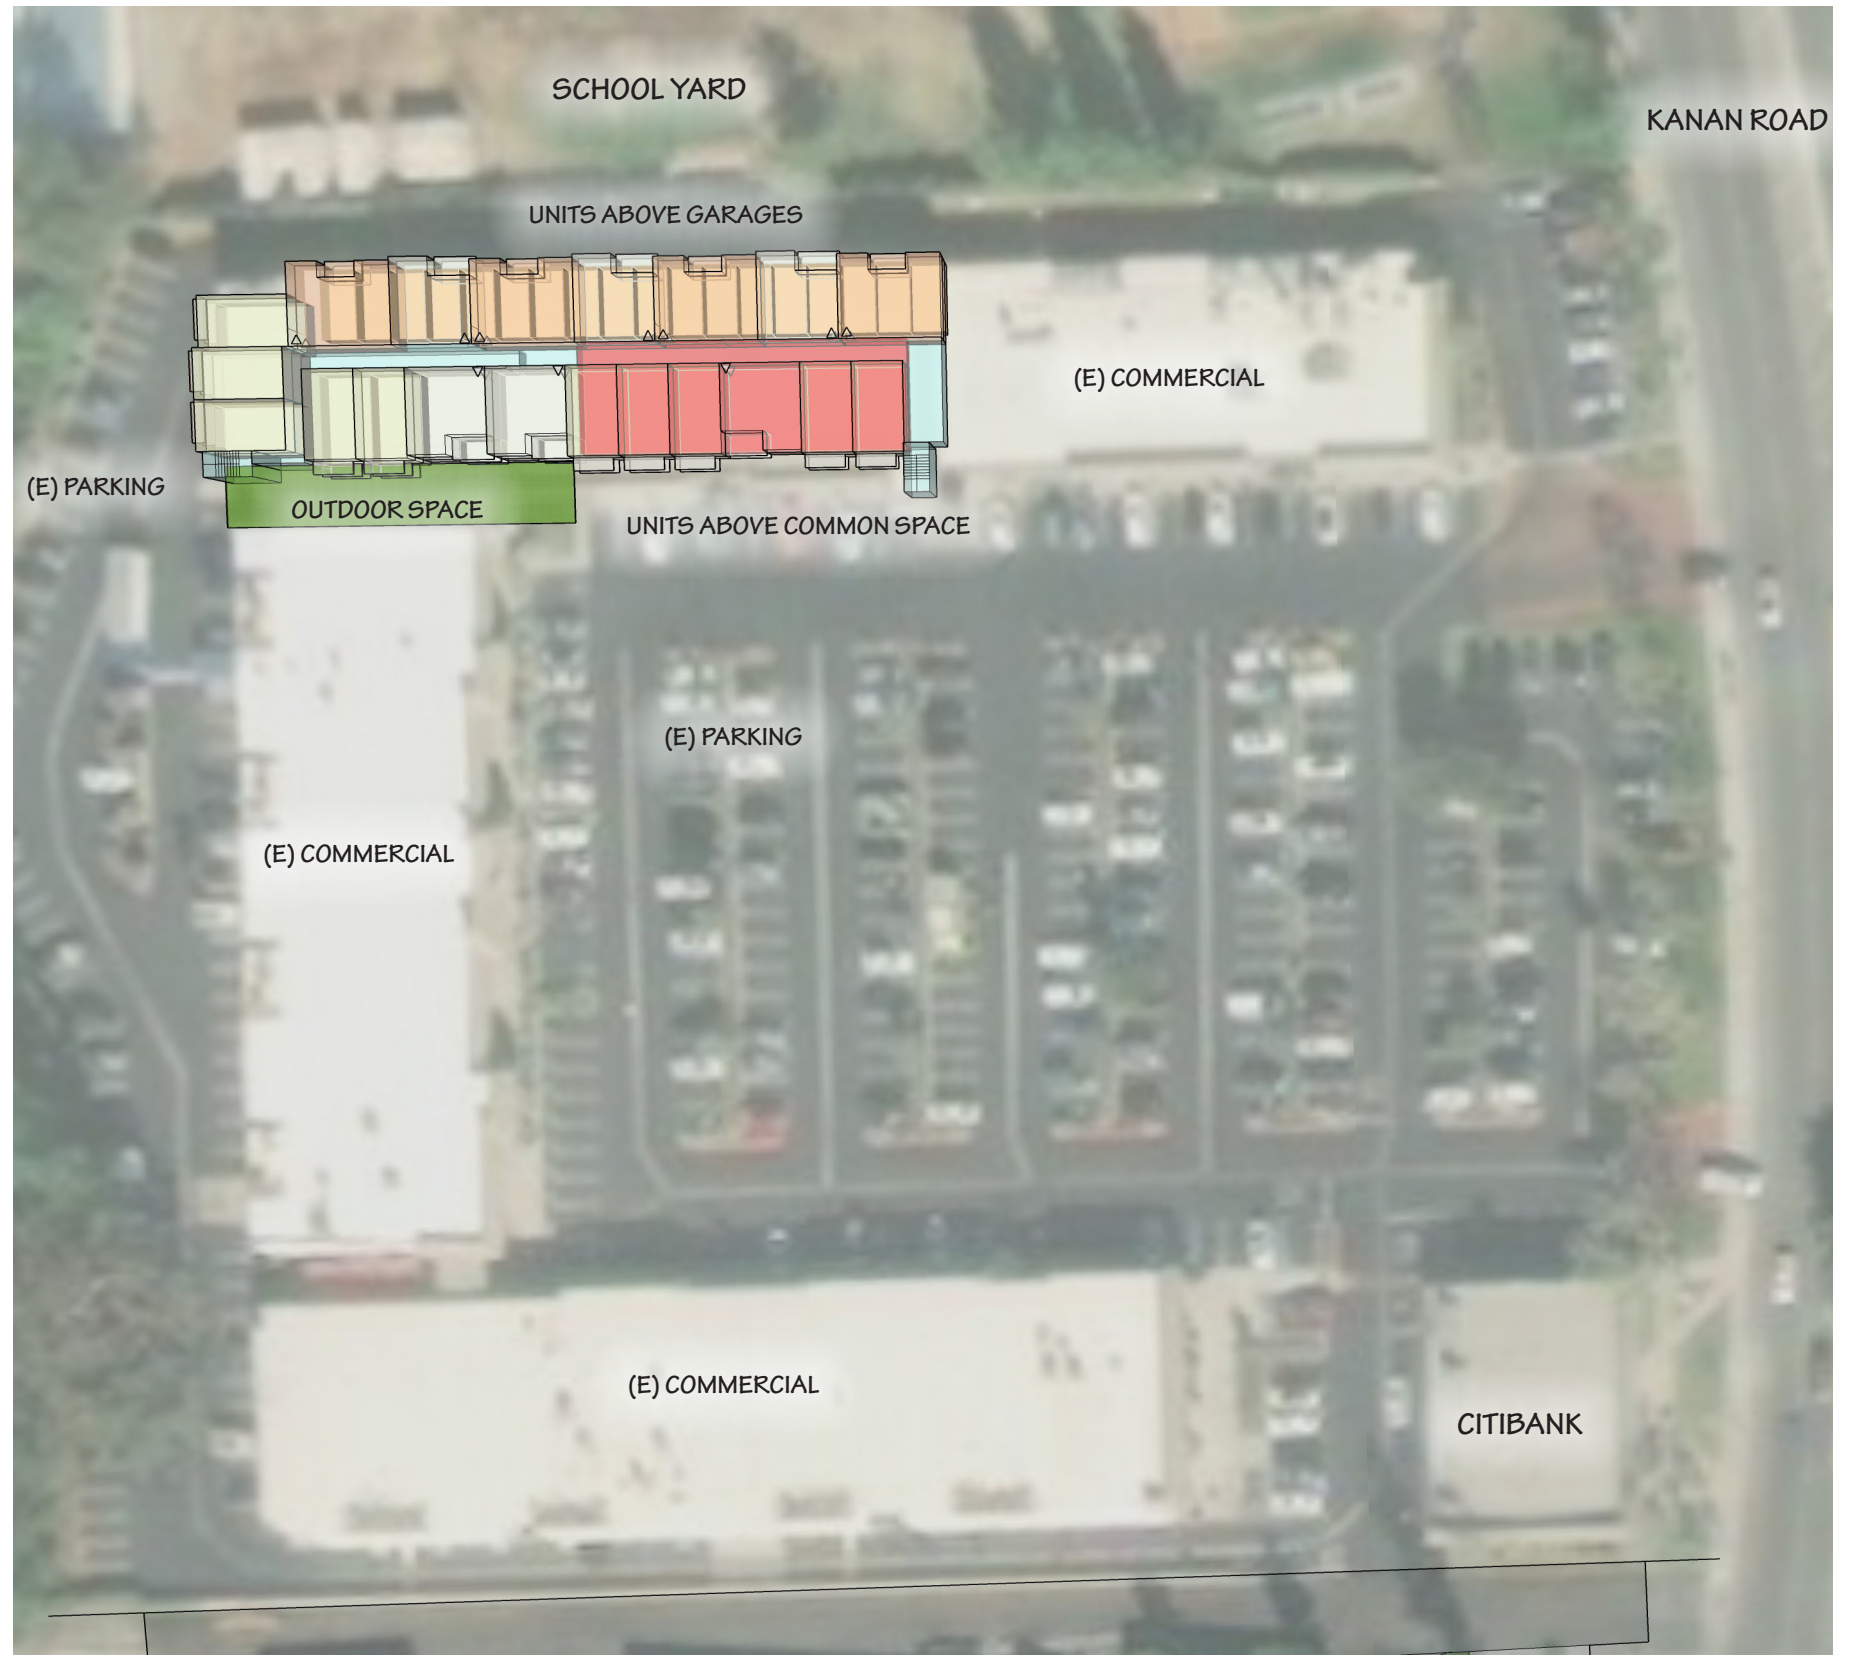 SCHOOL YARD
KANAN ROAD
UNITS ABOVE GARAGES
(E) COMMERCIAL
(E) PARKING
OUTDOOR SPACE
UNITS ABOVE COMMON SPACE
(E) PARKING
(E) COMMERCIAL
(E) COMMERCIAL
CITIBANK